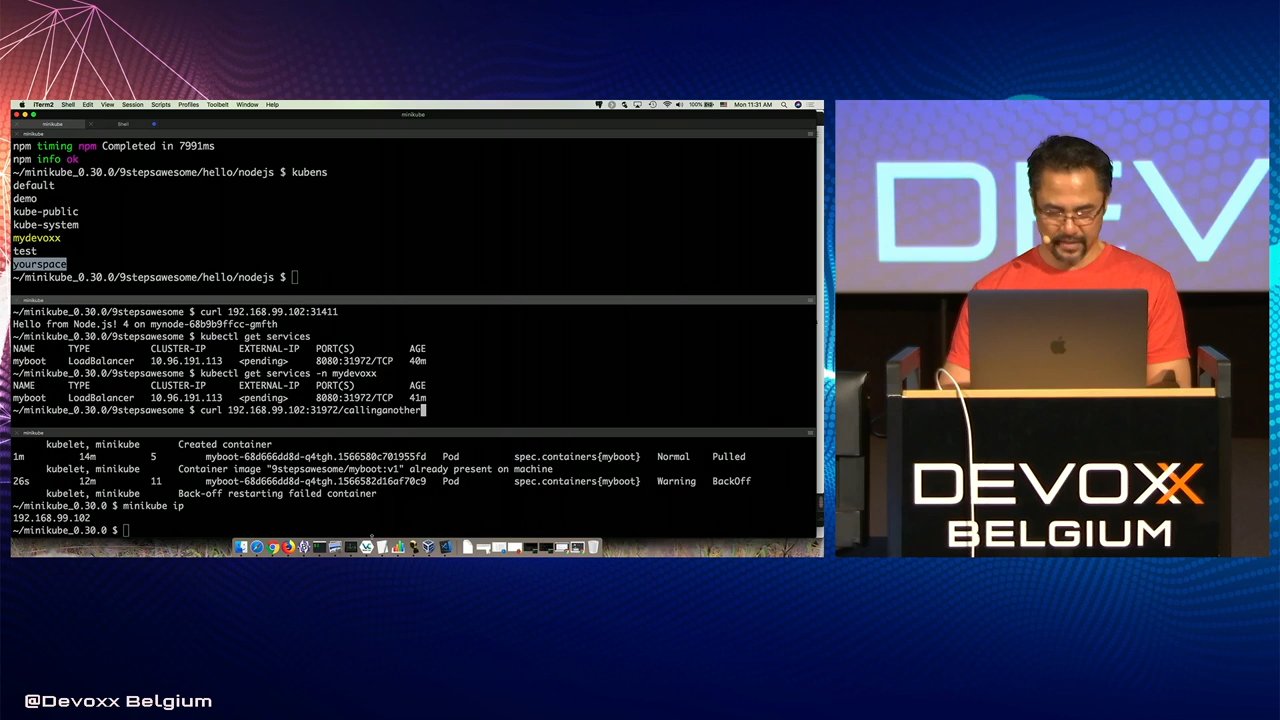 iTerm2 Shell Edit View Session Scripts Profiles Toolbelt Window Help
100% Mon 11:31 AM
minikube
minikube Shell
minikube
npm timing npm Completed in 7991ms
npm info ok
~/minikube_0.30.0/9stepsawesome/hello/nodejs $ kubens
default
demo
kube-public
kube-system
mydevoxx
test
yourspace
~/minikube_0.30.0/9stepsawesome/hello/nodejs $
minikube
~/minikube_0.30.0/9stepsawesome $ curl 192.168.99.102:31411
Hello from Node.js! 4 on mynode-68b9b9ffcc-gmfth
~/minikube_0.30.0/9stepsawesome $ kubectl get services
NAME TYPE CLUSTER-IP EXTERNAL-IP PORT(S) AGE
myboot LoadBalancer 10.96.191.113 <pending> 8080:31972/TCP 40m
~/minikube_0.30.0/9stepsawesome $ kubectl get services -n mydevoxx
NAME TYPE CLUSTER-IP EXTERNAL-IP PORT(S) AGE
myboot LoadBalancer 10.96.191.113 <pending> 8080:31972/TCP 41m
~/minikube_0.30.0/9stepsawesome $ curl 192.168.99.102:31972/callinganother
minikube
kubelet, minikube Created container
1m 14m 5 myboot-68d666dd8d-q4tgh.1566580c701955fd Pod spec.containers{myboot} Normal Pulled
kubelet, minikube Container image "9stepsawesome/myboot:v1" already present on machine
26s 12m 11 myboot-68d666dd8d-q4tgh.1566582d16af70c9 Pod spec.containers{myboot} Warning BackOff
kubelet, minikube Back-off restarting failed container
~/minikube_0.30.0 $ minikube ip
192.168.99.102
~/minikube_0.30.0 $
DEV
DEVOXX
BELGIUM
@Devoxx Belgium